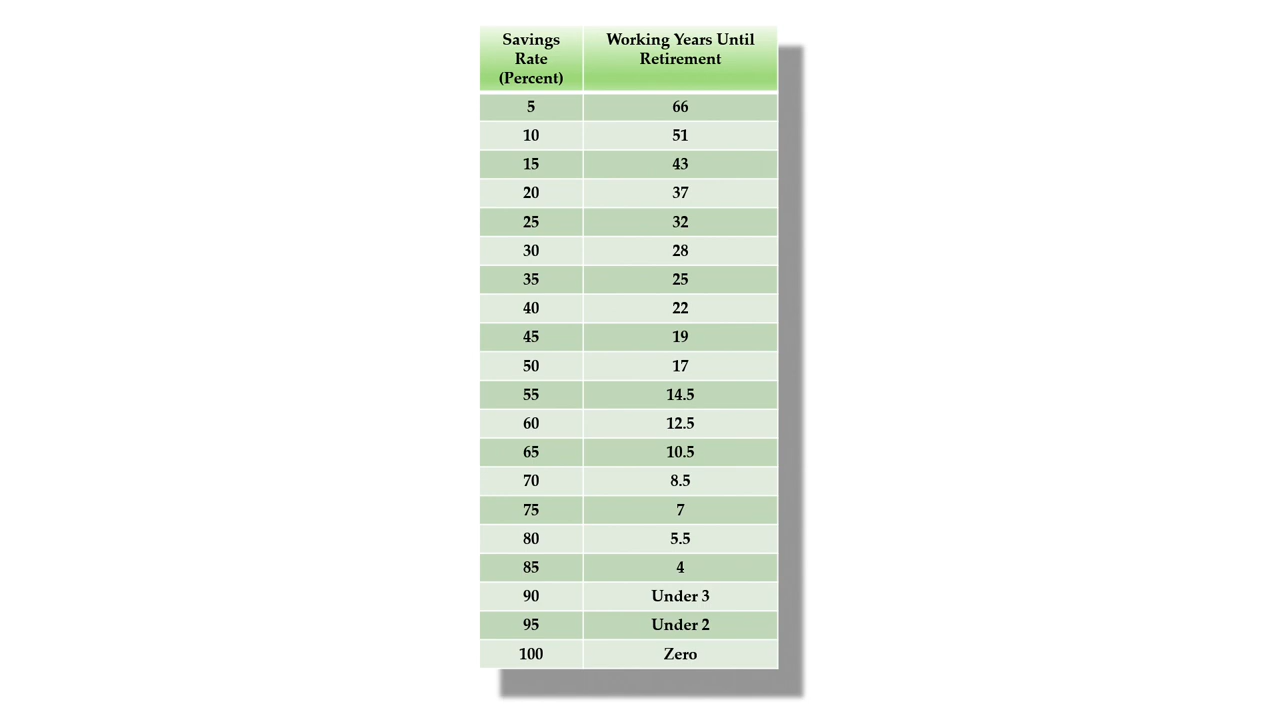 Savings
Rate
(Percent)
Working Years Until
Retirement
5 66
10 51
15 43
20 37
25 32
30 28
35 25
40 22
45 19
50 17
55 14.5
60 12.5
65 10.5
70 8.5
75 7
80 5.5
85 4
90 Under 3
95 Under 2
100 Zero